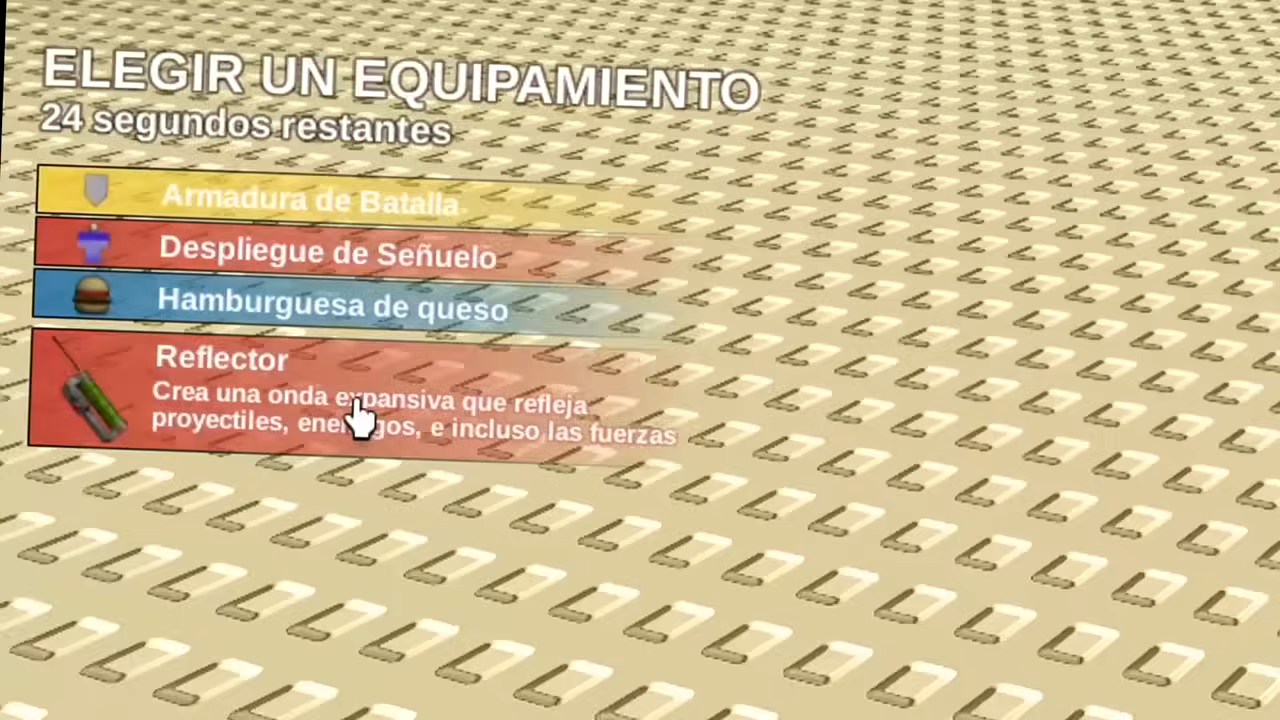 ELEGIR UN EQUIPAMIENTO
24 segundos restantes
Armadura de Batalla
Despliegue de Señuelo
Hamburguesa de queso
Reflector
Crea una onda expansiva que refleja
proyectiles, enemigos, e incluso las fuerzas